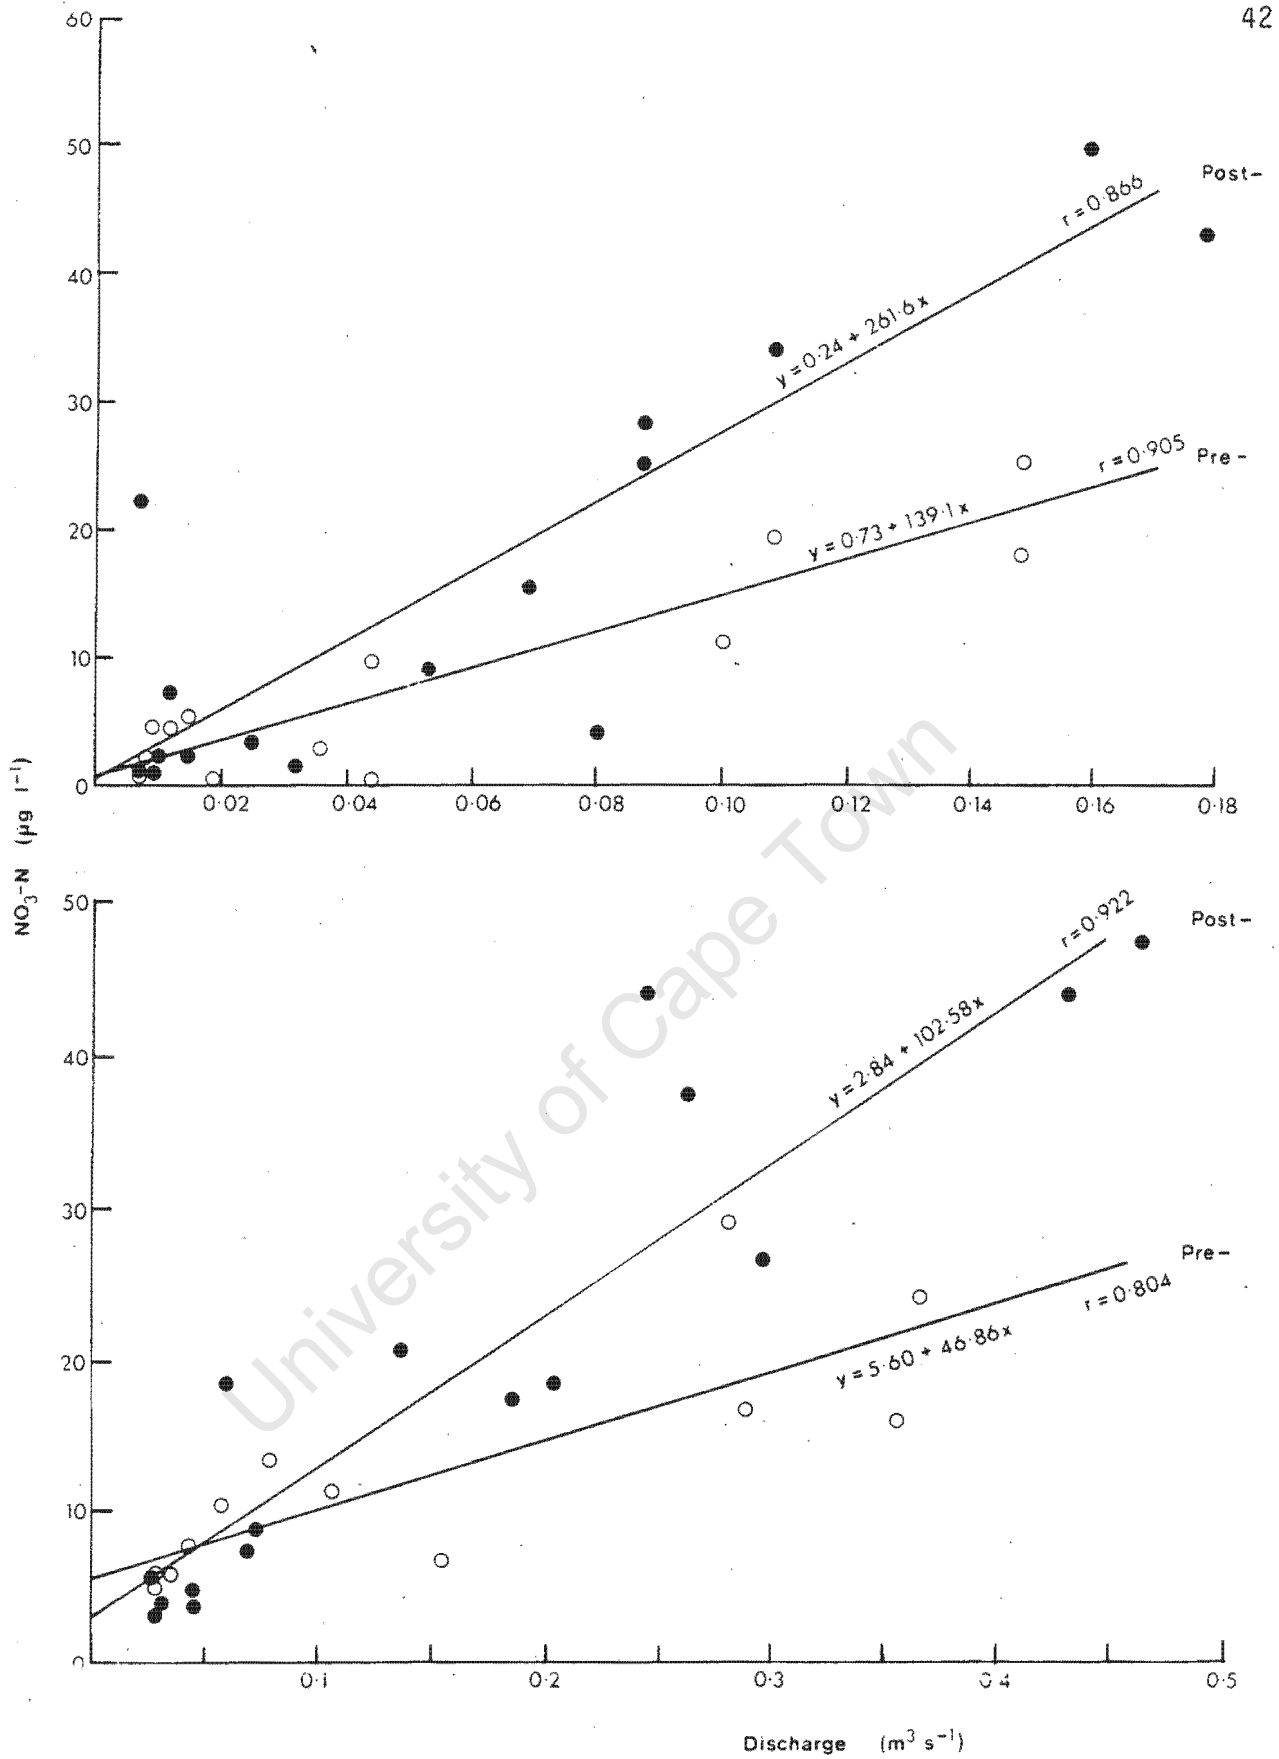 42
60
50
40
30
20
10
0
0·02
0·04
0·06
0·08
0·10
0·12
0·14
0·16
0·18
Post-
r = 0·866
y = 0·24 + 261·6x
Pre-
r = 0·905
y = 0·73 + 139·1x
NO₃-N (µg l⁻¹)
50
40
30
20
10
0
0·1
0·2
0·3
0·4
0·5
Post-
r = 0·922
y = 2·84 + 102·58x
Pre-
r = 0·804
y = 5·60 + 46·86x
Discharge (m³ s⁻¹)
University of Cape Town